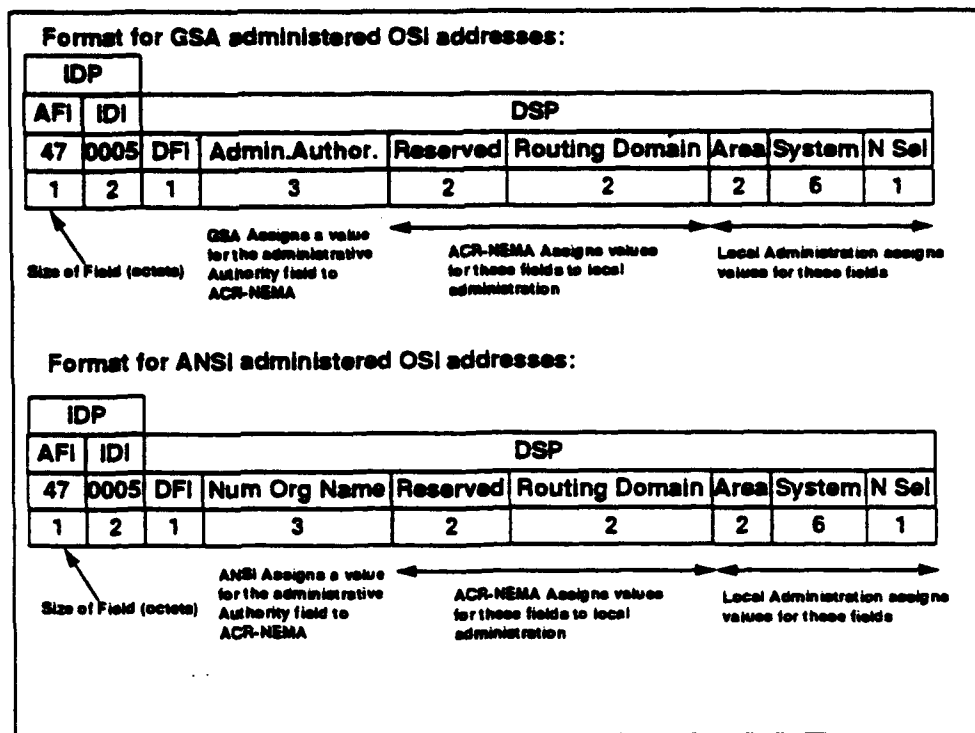 Format for GSA administered OSI addresses:
IDP
AFI IDI DSP
47 0005 DFI Admin.Author. Reserved Routing Domain Area System N Sel
1 2 1 3 2 2 2 6 1
Size of Field (octets)
GSA Assigns a value
for the administrative
Authority field to
ACR-NEMA
ACR-NEMA Assigns values
for these fields to local
administration
Local Administration assigns
values for these fields
Format for ANSI administered OSI addresses:
IDP
AFI IDI DSP
47 0005 DFI Num Org Name Reserved Routing Domain Area System N Sel
1 2 1 3 2 2 2 6 1
Size of Field (octets)
ANSI Assigns a value
for the administrative
Authority field to
ACR-NEMA
ACR-NEMA Assigns values
for these fields to local
administration
Local Administration assigns
values for these fields